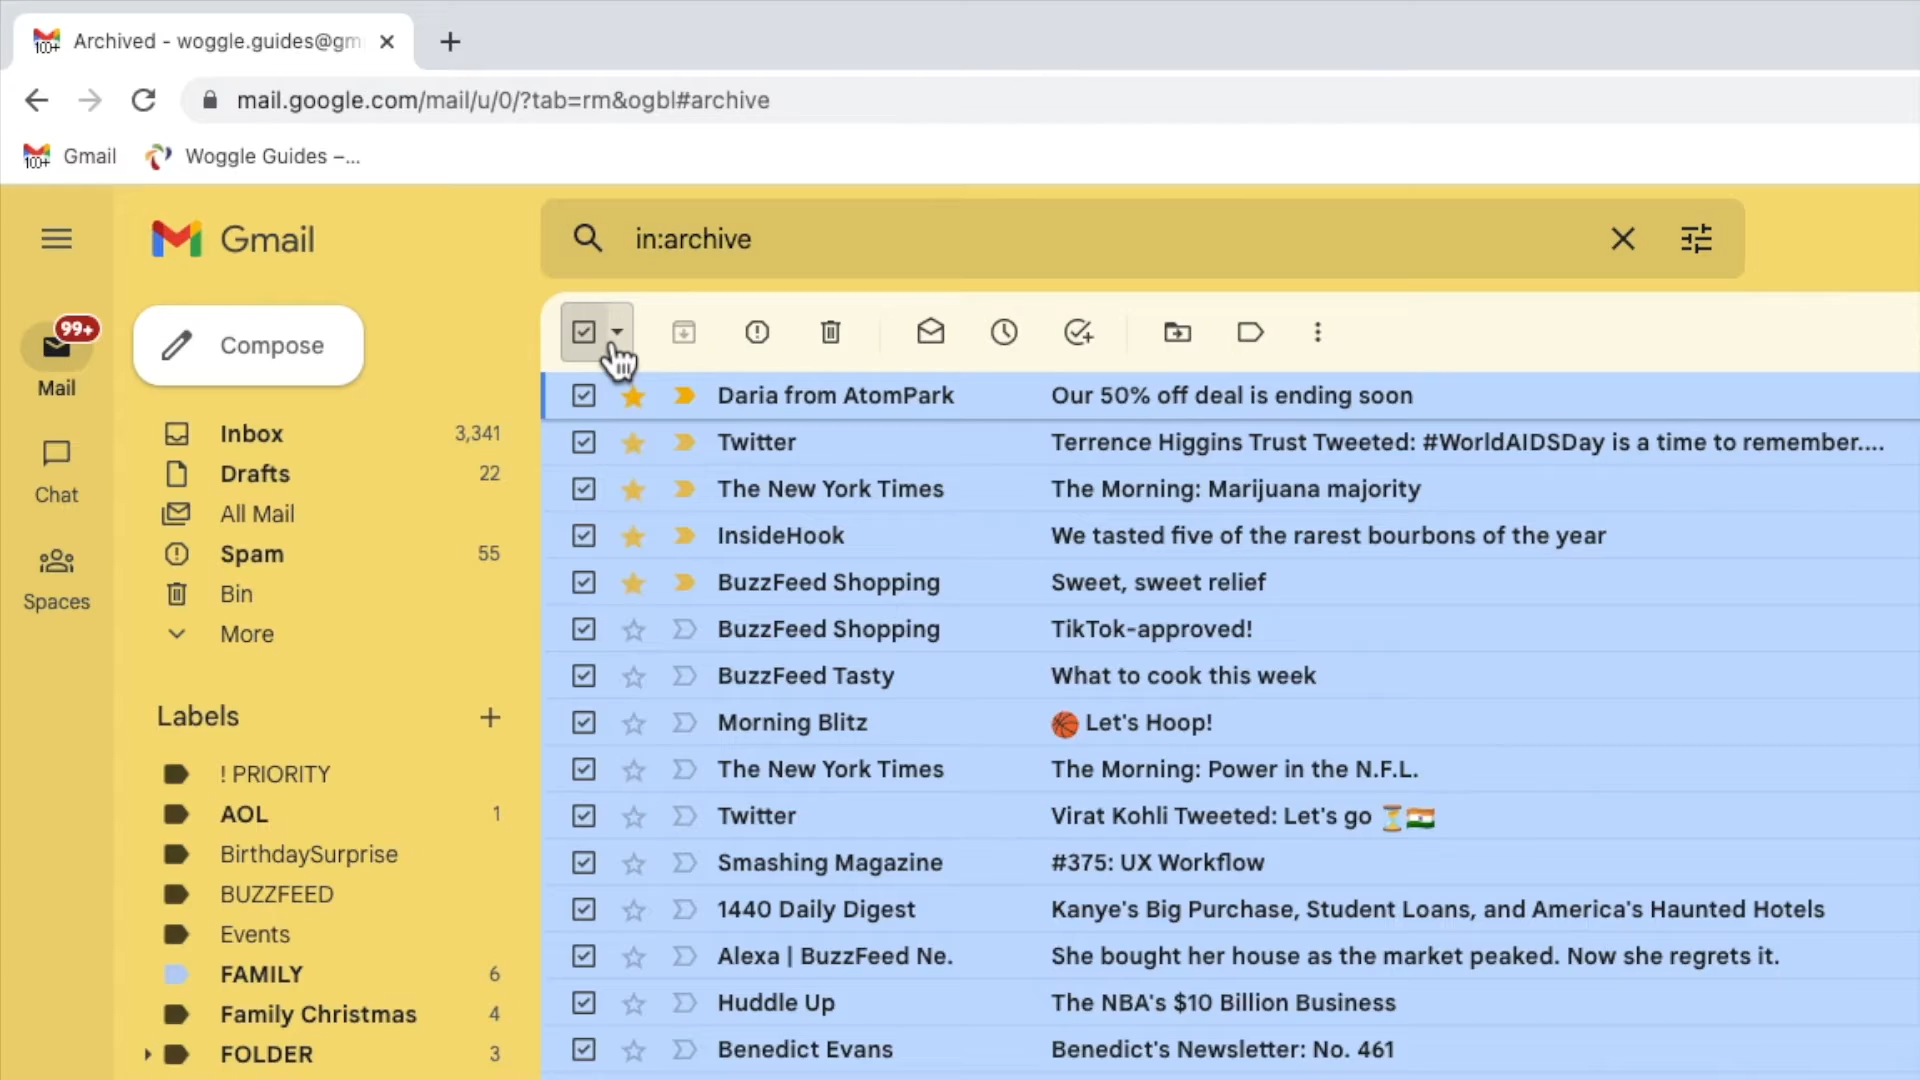 Archived - woggle.guides@gm
mail.google.com/mail/u/0/?tab=rm&ogbl#archive
100+ Gmail Woggle Guides –...
Gmail
in:archive
99+
Mail
Chat
Spaces
Compose
Inbox 3,341
Drafts 22
All Mail
Spam 55
Bin
More
Labels
! PRIORITY
AOL 1
BirthdaySurprise
BUZZFEED
Events
FAMILY 6
Family Christmas 4
FOLDER 3
Daria from AtomPark Our 50% off deal is ending soon
Twitter Terrence Higgins Trust Tweeted: #WorldAIDSDay is a time to remember....
The New York Times The Morning: Marijuana majority
InsideHook We tasted five of the rarest bourbons of the year
BuzzFeed Shopping Sweet, sweet relief
BuzzFeed Shopping TikTok-approved!
BuzzFeed Tasty What to cook this week
Morning Blitz 🏀 Let's Hoop!
The New York Times The Morning: Power in the N.F.L.
Twitter Virat Kohli Tweeted: Let's go ⏳🇮🇳
Smashing Magazine #375: UX Workflow
1440 Daily Digest Kanye's Big Purchase, Student Loans, and America's Haunted Hotels
Alexa | BuzzFeed Ne. She bought her house as the market peaked. Now she regrets it.
Huddle Up The NBA's $10 Billion Business
Benedict Evans Benedict's Newsletter: No. 461